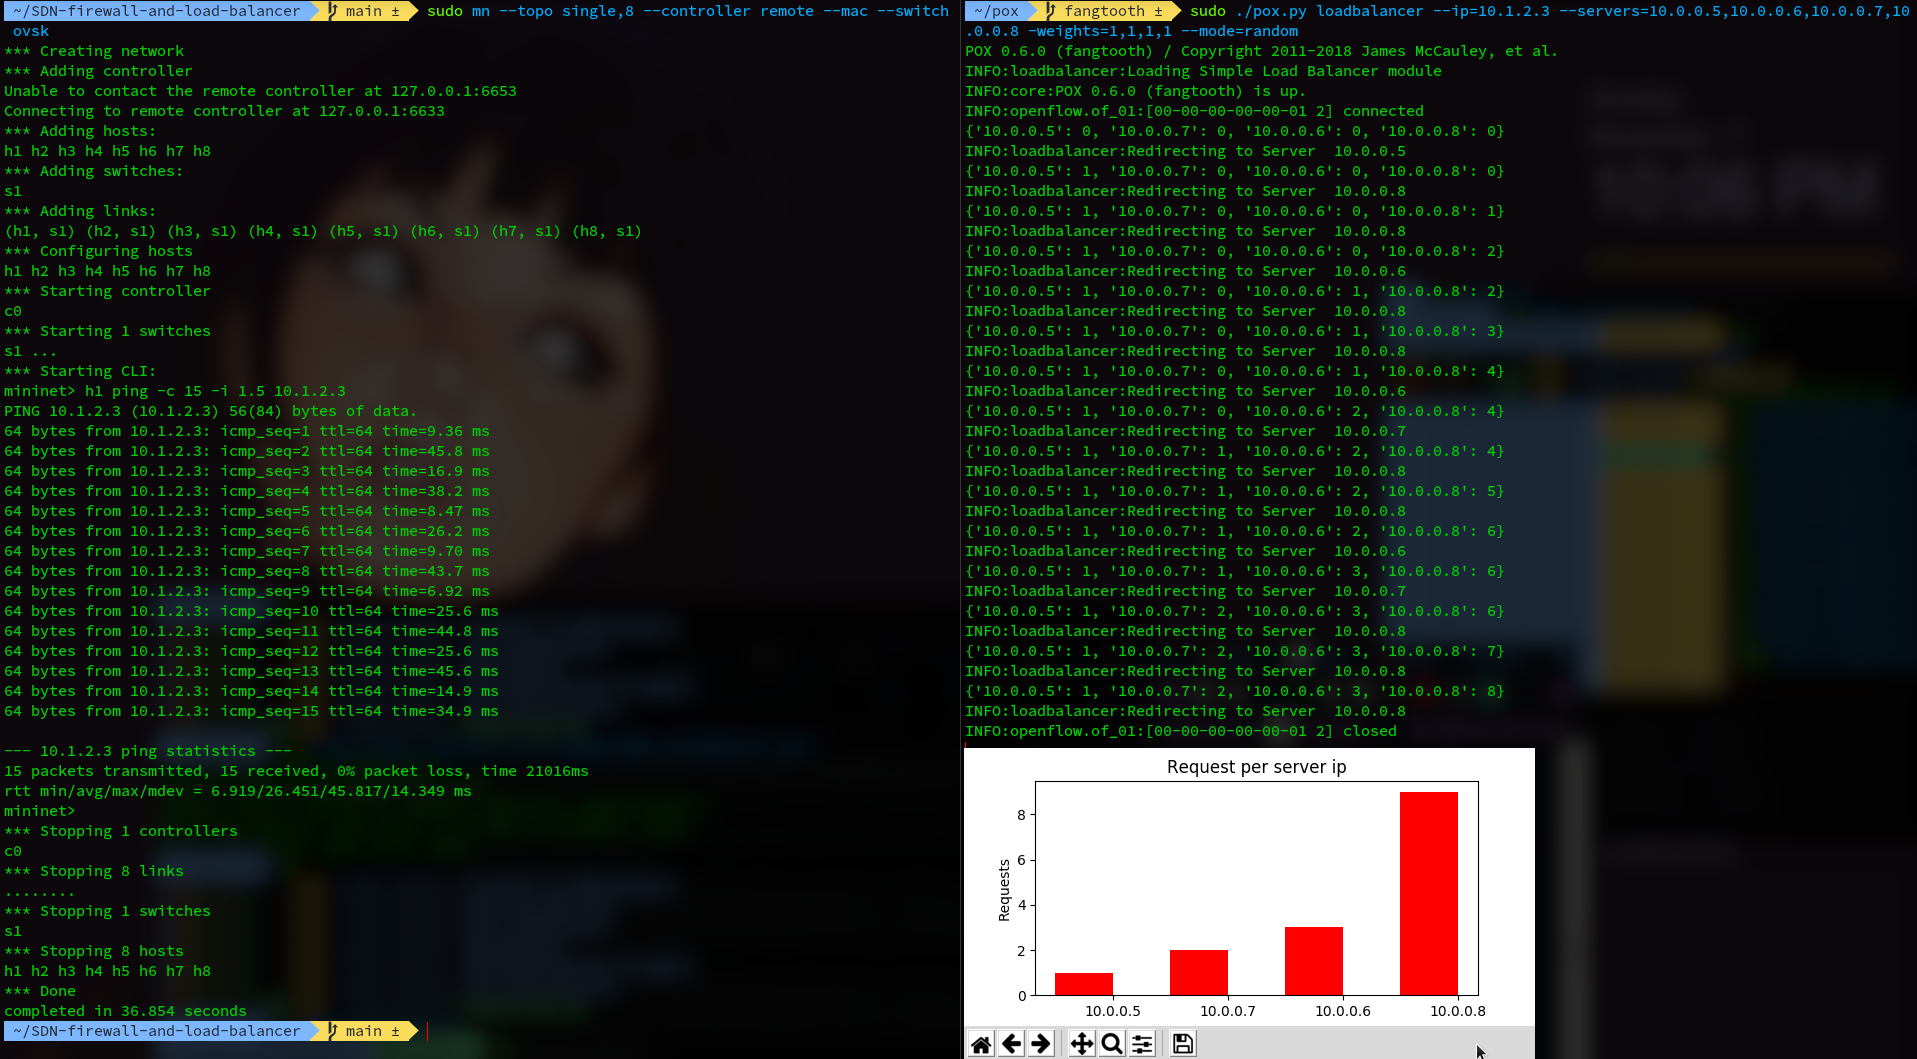 ~/SDN-firewall-and-load-balancer main ± sudo mn --topo single,8 --controller remote --mac --switch
ovsk
*** Creating network
*** Adding controller
Unable to contact the remote controller at 127.0.0.1:6653
Connecting to remote controller at 127.0.0.1:6633
*** Adding hosts:
h1 h2 h3 h4 h5 h6 h7 h8
*** Adding switches:
s1
*** Adding links:
(h1, s1) (h2, s1) (h3, s1) (h4, s1) (h5, s1) (h6, s1) (h7, s1) (h8, s1)
*** Configuring hosts
h1 h2 h3 h4 h5 h6 h7 h8
*** Starting controller
c0
*** Starting 1 switches
s1 ...
*** Starting CLI:
mininet> h1 ping -c 15 -i 1.5 10.1.2.3
PING 10.1.2.3 (10.1.2.3) 56(84) bytes of data.
64 bytes from 10.1.2.3: icmp_seq=1 ttl=64 time=9.36 ms
64 bytes from 10.1.2.3: icmp_seq=2 ttl=64 time=45.8 ms
64 bytes from 10.1.2.3: icmp_seq=3 ttl=64 time=16.9 ms
64 bytes from 10.1.2.3: icmp_seq=4 ttl=64 time=38.2 ms
64 bytes from 10.1.2.3: icmp_seq=5 ttl=64 time=8.47 ms
64 bytes from 10.1.2.3: icmp_seq=6 ttl=64 time=26.2 ms
64 bytes from 10.1.2.3: icmp_seq=7 ttl=64 time=9.70 ms
64 bytes from 10.1.2.3: icmp_seq=8 ttl=64 time=43.7 ms
64 bytes from 10.1.2.3: icmp_seq=9 ttl=64 time=6.92 ms
64 bytes from 10.1.2.3: icmp_seq=10 ttl=64 time=25.6 ms
64 bytes from 10.1.2.3: icmp_seq=11 ttl=64 time=44.8 ms
64 bytes from 10.1.2.3: icmp_seq=12 ttl=64 time=25.6 ms
64 bytes from 10.1.2.3: icmp_seq=13 ttl=64 time=45.6 ms
64 bytes from 10.1.2.3: icmp_seq=14 ttl=64 time=14.9 ms
64 bytes from 10.1.2.3: icmp_seq=15 ttl=64 time=34.9 ms
--- 10.1.2.3 ping statistics ---
15 packets transmitted, 15 received, 0% packet loss, time 21016ms
rtt min/avg/max/mdev = 6.919/26.451/45.817/14.349 ms
mininet>
*** Stopping 1 controllers
c0
*** Stopping 8 links
........
*** Stopping 1 switches
s1
*** Stopping 8 hosts
h1 h2 h3 h4 h5 h6 h7 h8
*** Done
completed in 36.854 seconds
~/SDN-firewall-and-load-balancer main ±
~/pox fangtooth ± sudo ./pox.py loadbalancer --ip=10.1.2.3 --servers=10.0.0.5,10.0.0.6,10.0.0.7,10
.0.0.8 -weights=1,1,1,1 --mode=random
POX 0.6.0 (fangtooth) / Copyright 2011-2018 James McCauley, et al.
INFO:loadbalancer:Loading Simple Load Balancer module
INFO:core:POX 0.6.0 (fangtooth) is up.
INFO:openflow.of_01:[00-00-00-00-00-01 2] connected
{'10.0.0.5': 0, '10.0.0.7': 0, '10.0.0.6': 0, '10.0.0.8': 0}
INFO:loadbalancer:Redirecting to Server  10.0.0.5
{'10.0.0.5': 1, '10.0.0.7': 0, '10.0.0.6': 0, '10.0.0.8': 0}
INFO:loadbalancer:Redirecting to Server  10.0.0.8
{'10.0.0.5': 1, '10.0.0.7': 0, '10.0.0.6': 0, '10.0.0.8': 1}
INFO:loadbalancer:Redirecting to Server  10.0.0.8
{'10.0.0.5': 1, '10.0.0.7': 0, '10.0.0.6': 0, '10.0.0.8': 2}
INFO:loadbalancer:Redirecting to Server  10.0.0.6
{'10.0.0.5': 1, '10.0.0.7': 0, '10.0.0.6': 1, '10.0.0.8': 2}
INFO:loadbalancer:Redirecting to Server  10.0.0.8
{'10.0.0.5': 1, '10.0.0.7': 0, '10.0.0.6': 1, '10.0.0.8': 3}
INFO:loadbalancer:Redirecting to Server  10.0.0.8
{'10.0.0.5': 1, '10.0.0.7': 0, '10.0.0.6': 1, '10.0.0.8': 4}
INFO:loadbalancer:Redirecting to Server  10.0.0.6
{'10.0.0.5': 1, '10.0.0.7': 0, '10.0.0.6': 2, '10.0.0.8': 4}
INFO:loadbalancer:Redirecting to Server  10.0.0.7
{'10.0.0.5': 1, '10.0.0.7': 1, '10.0.0.6': 2, '10.0.0.8': 4}
INFO:loadbalancer:Redirecting to Server  10.0.0.8
{'10.0.0.5': 1, '10.0.0.7': 1, '10.0.0.6': 2, '10.0.0.8': 5}
INFO:loadbalancer:Redirecting to Server  10.0.0.8
{'10.0.0.5': 1, '10.0.0.7': 1, '10.0.0.6': 2, '10.0.0.8': 6}
INFO:loadbalancer:Redirecting to Server  10.0.0.6
{'10.0.0.5': 1, '10.0.0.7': 1, '10.0.0.6': 3, '10.0.0.8': 6}
INFO:loadbalancer:Redirecting to Server  10.0.0.7
{'10.0.0.5': 1, '10.0.0.7': 2, '10.0.0.6': 3, '10.0.0.8': 6}
INFO:loadbalancer:Redirecting to Server  10.0.0.8
{'10.0.0.5': 1, '10.0.0.7': 2, '10.0.0.6': 3, '10.0.0.8': 7}
INFO:loadbalancer:Redirecting to Server  10.0.0.8
{'10.0.0.5': 1, '10.0.0.7': 2, '10.0.0.6': 3, '10.0.0.8': 8}
INFO:loadbalancer:Redirecting to Server  10.0.0.8
INFO:openflow.of_01:[00-00-00-00-00-01 2] closed
Request per server ip
Requests
8
6
4
2
0
10.0.0.5 10.0.0.7 10.0.0.6 10.0.0.8